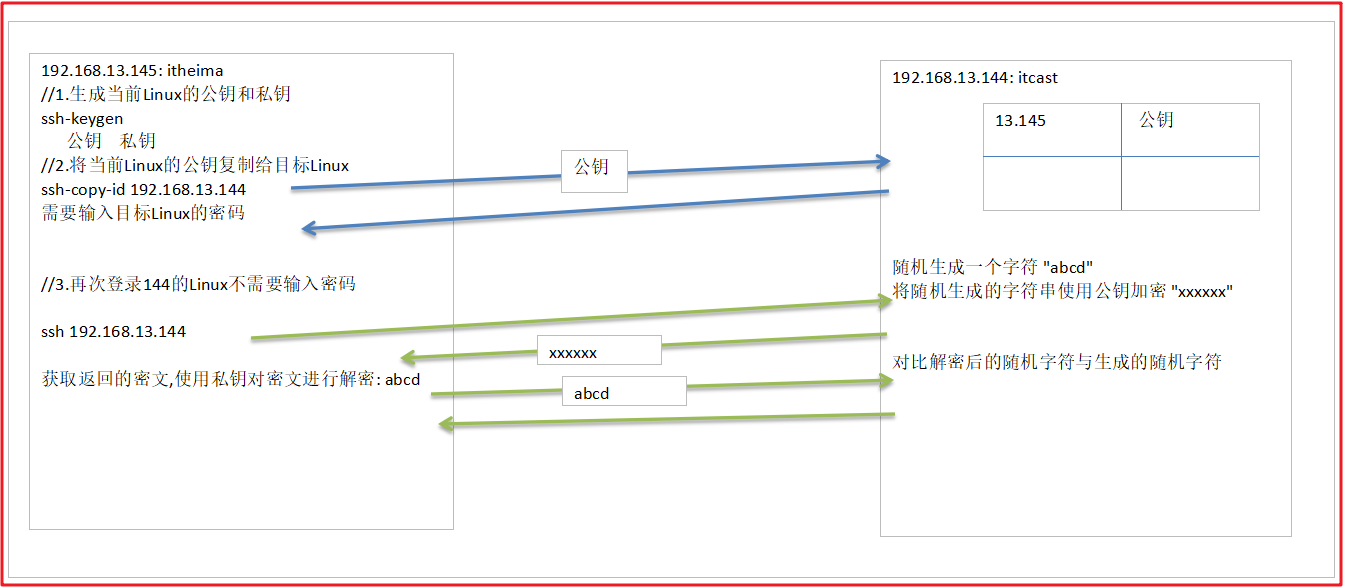 192.168.13.145: itheima
//1.生成当前Linux的公钥和私钥
ssh-keygen
公钥 私钥
//2.将当前Linux的公钥复制给目标Linux
ssh-copy-id 192.168.13.144
需要输入目标Linux的密码
//3.再次登录144的Linux不需要输入密码
ssh 192.168.13.144
获取返回的密文,使用私钥对密文进行解密: abcd
公钥
xxxxxx
abcd
192.168.13.144: itcast
13.145 公钥
随机生成一个字符 "abcd"
将随机生成的字符串使用公钥加密 "xxxxxx"
对比解密后的随机字符与生成的随机字符